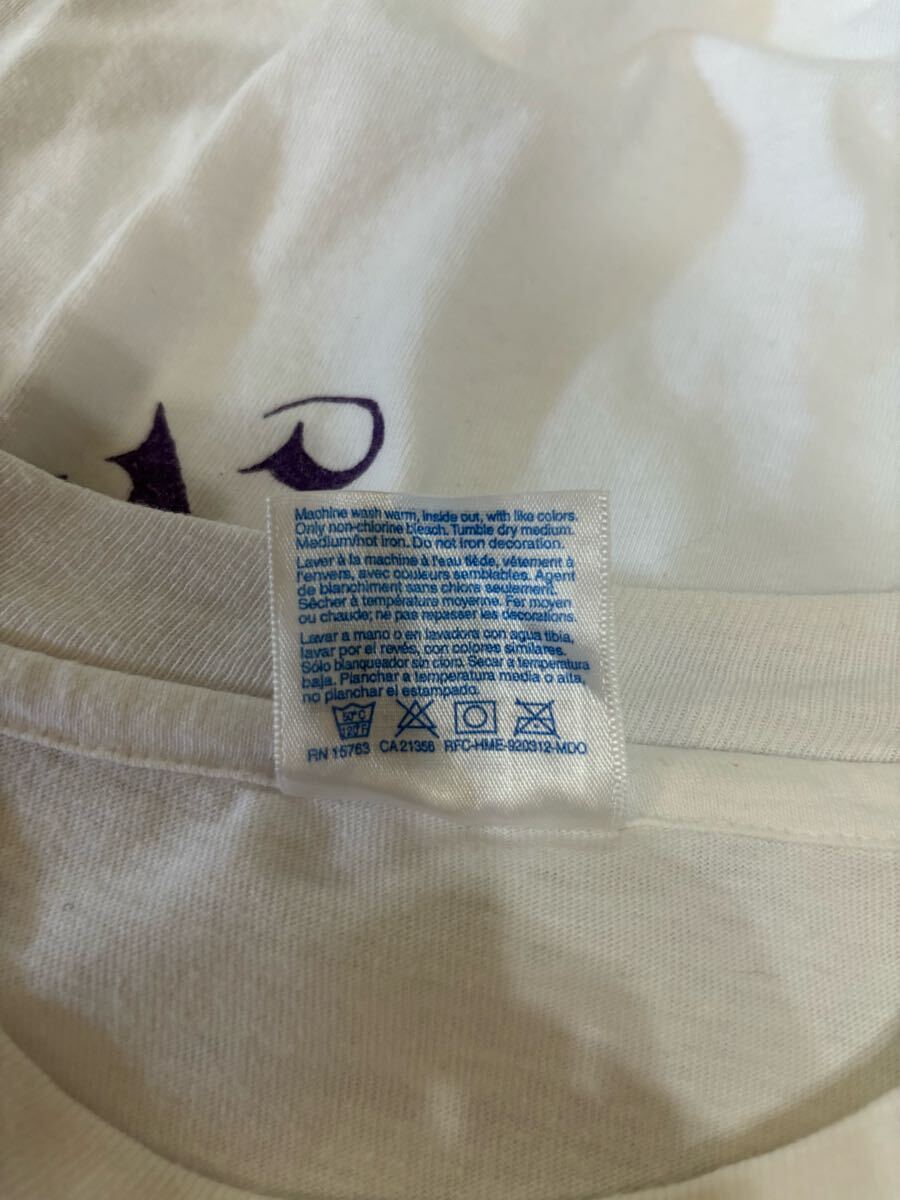 Machine wash warm, inside out, with like colors.
Only non-chlorine bleach. Tumble dry medium.
Medium/hot iron. Do not iron decoration.
Laver à la machine à l'eau tiède, vêtement à
l'envers, avec couleurs semblables. Agent
de blanchiment sans chlore seulement.
Sécher à température moyenne. Fer moyen
ou chaude; ne pas repasser les decorations.
Lavar a mano o en lavadora con agua tibia,
lavar por el revés, con colores similares.
Sólo blanqueador sin cloro. Secar a temperatura
baja. Planchar a temperatura media o alta,
no planchar el estampado.
50°C
120°F
RN 15763 CA 21356 RFC-HME-920312-MDO